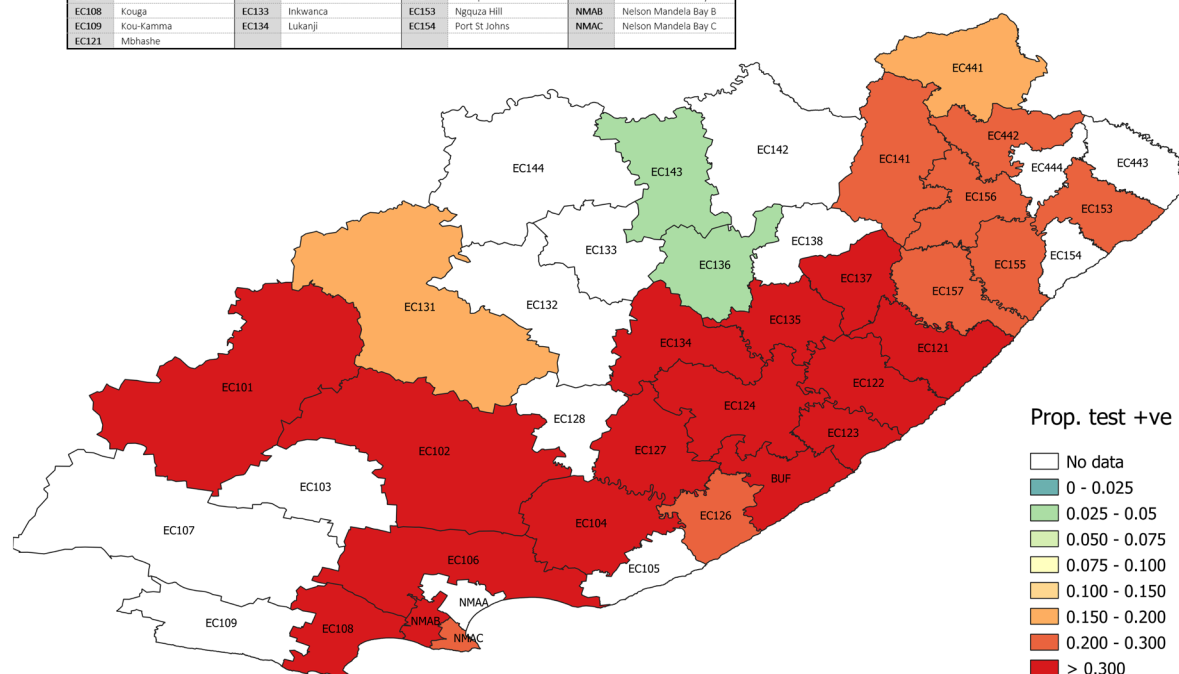 EC108 Kouga EC133 Inkwanca EC153 Ngquza Hill NMAB Nelson Mandela Bay B
EC109 Kou-Kamma EC134 Lukanji EC154 Port St Johns NMAC Nelson Mandela Bay C
EC121 Mbhashe
EC441
EC442
EC142
EC141
EC443
EC444
EC144
EC143
EC156
EC153
EC138
EC133
EC154
EC136
EC155
EC137
EC157
EC131
EC132
EC135
EC134
EC121
EC101
EC122
EC124
EC128
EC123
EC102
EC127
BUF
EC103
EC126
EC104
EC107
EC106
EC105
NMAA
EC109
EC108
NMAB
NMAC
Prop. test +ve
No data
0 - 0.025
0.025 - 0.05
0.050 - 0.075
0.075 - 0.100
0.100 - 0.150
0.150 - 0.200
0.200 - 0.300
> 0.300